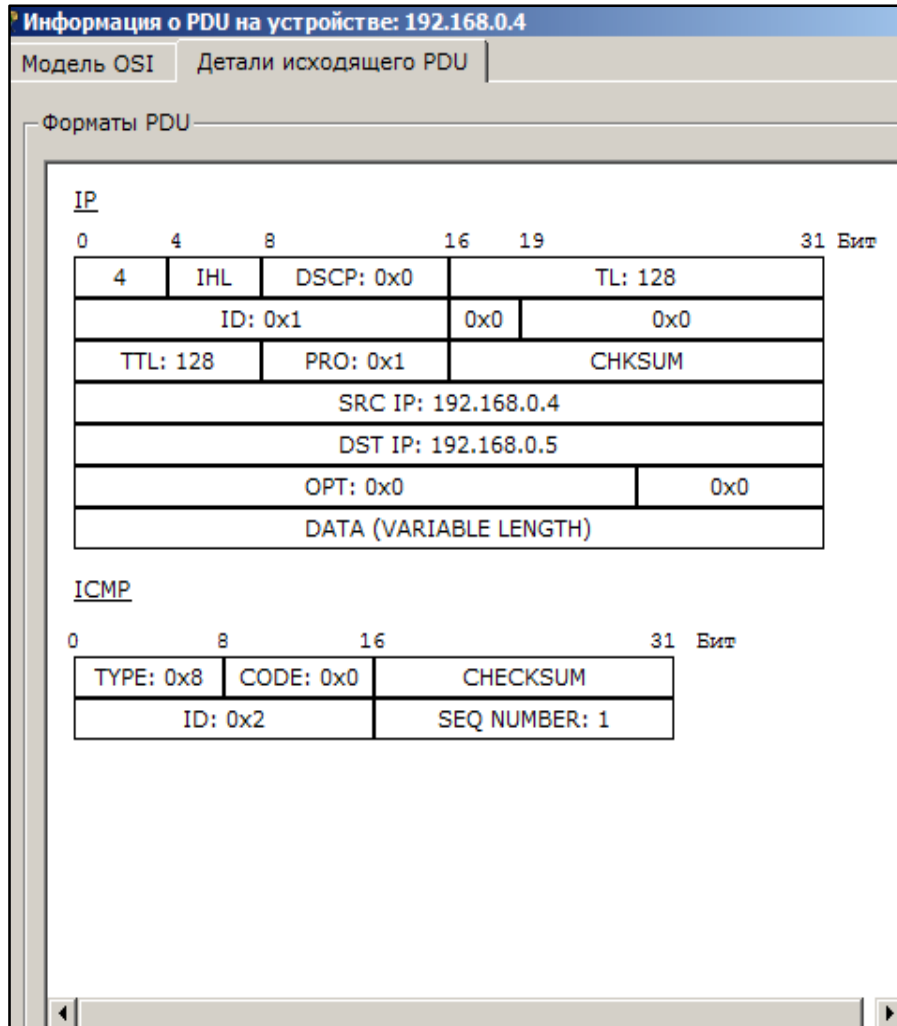 Информация о PDU на устройстве: 192.168.0.4
Модель OSI Детали исходящего PDU
Форматы PDU
IP
0 4 8 16 19 31 Бит
4 IHL DSCP: 0x0 TL: 128
ID: 0x1 0x0 0x0
TTL: 128 PRO: 0x1 CHKSUM
SRC IP: 192.168.0.4
DST IP: 192.168.0.5
OPT: 0x0 0x0
DATA (VARIABLE LENGTH)
ICMP
0 8 16 31 Бит
TYPE: 0x8 CODE: 0x0 CHECKSUM
ID: 0x2 SEQ NUMBER: 1